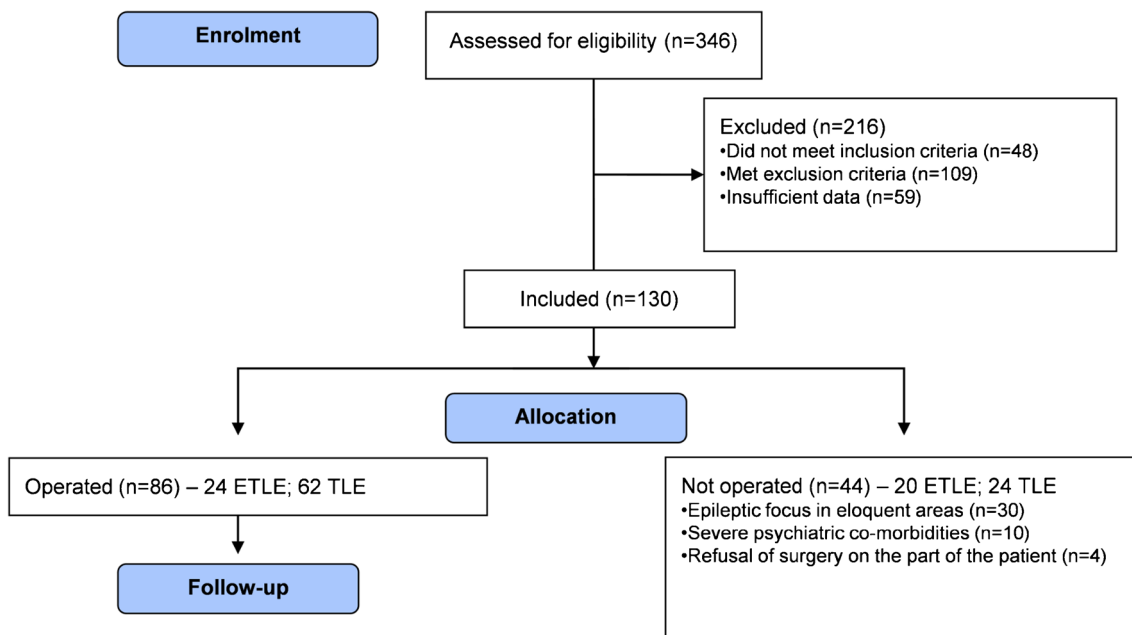 Enrolment
Assessed for eligibility (n=346)
Excluded (n=216)
•Did not meet inclusion criteria (n=48)
•Met exclusion criteria (n=109)
•Insufficient data (n=59)
Included (n=130)
Allocation
Operated (n=86) – 24 ETLE; 62 TLE
Not operated (n=44) – 20 ETLE; 24 TLE
•Epileptic focus in eloquent areas (n=30)
•Severe psychiatric co-morbidities (n=10)
•Refusal of surgery on the part of the patient (n=4)
Follow-up